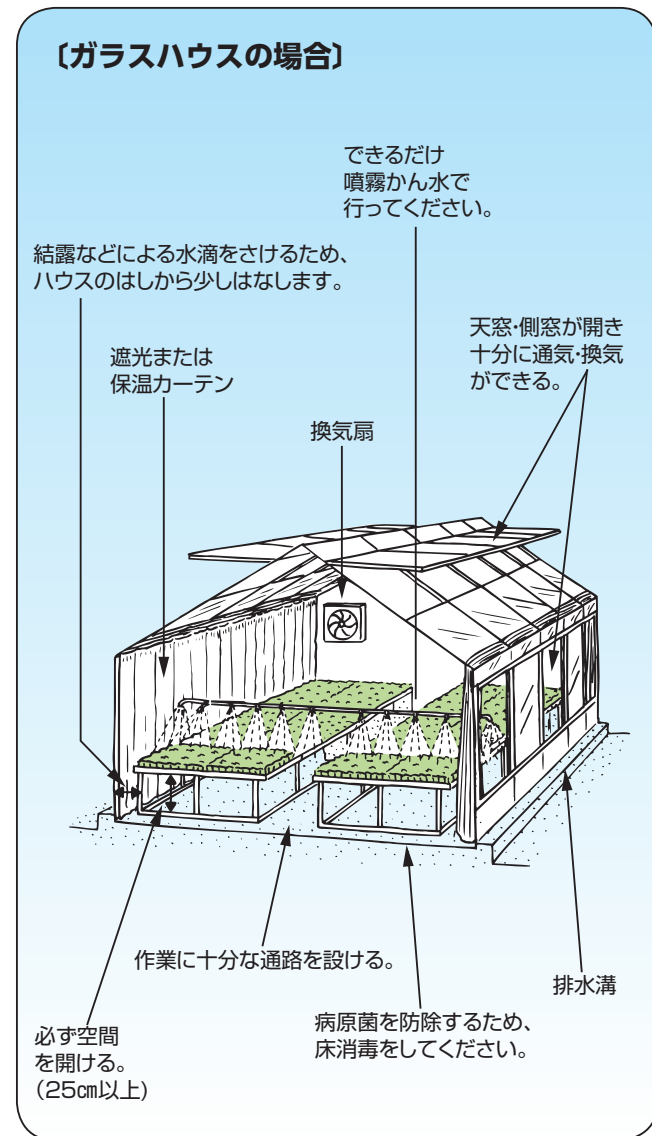 〔ガラスハウスの場合〕
できるだけ
噴霧かん水で
行ってください。
結露などによる水滴をさけるため、
ハウスのはしから少しはなします。
天窓・側窓が開き
十分に通気・換気
ができる。
遮光または
保温カーテン
換気扇
作業に十分な通路を設ける。
排水溝
病原菌を防除するため、
床消毒をしてください。
必ず空間
を開ける。
(25㎝以上)